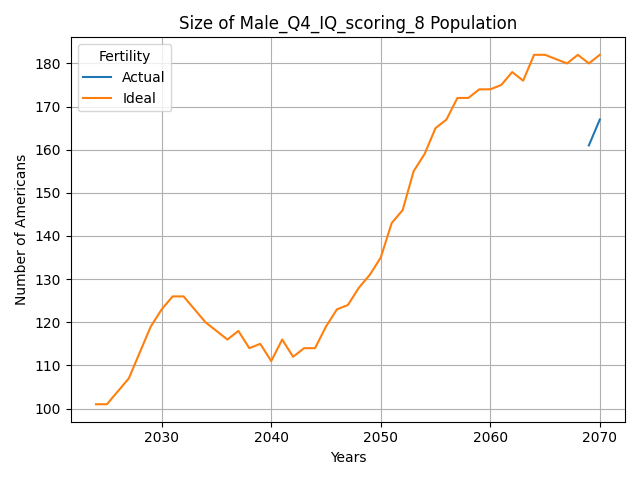 Size of Male_Q4_IQ_scoring_8 Population
Fertility
Actual
Ideal
Number of Americans
180
170
160
150
140
130
120
110
100
2030 2040 2050 2060 2070
Years